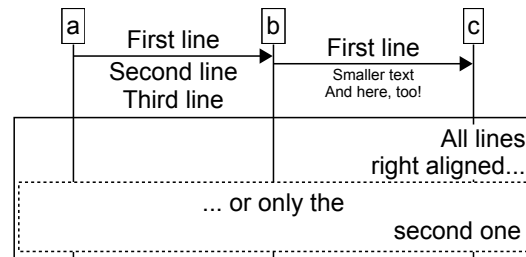 a
b
c
First line
Second line
Third line
First line
Smaller text
And here, too!
All lines
right aligned...
... or only the
second one